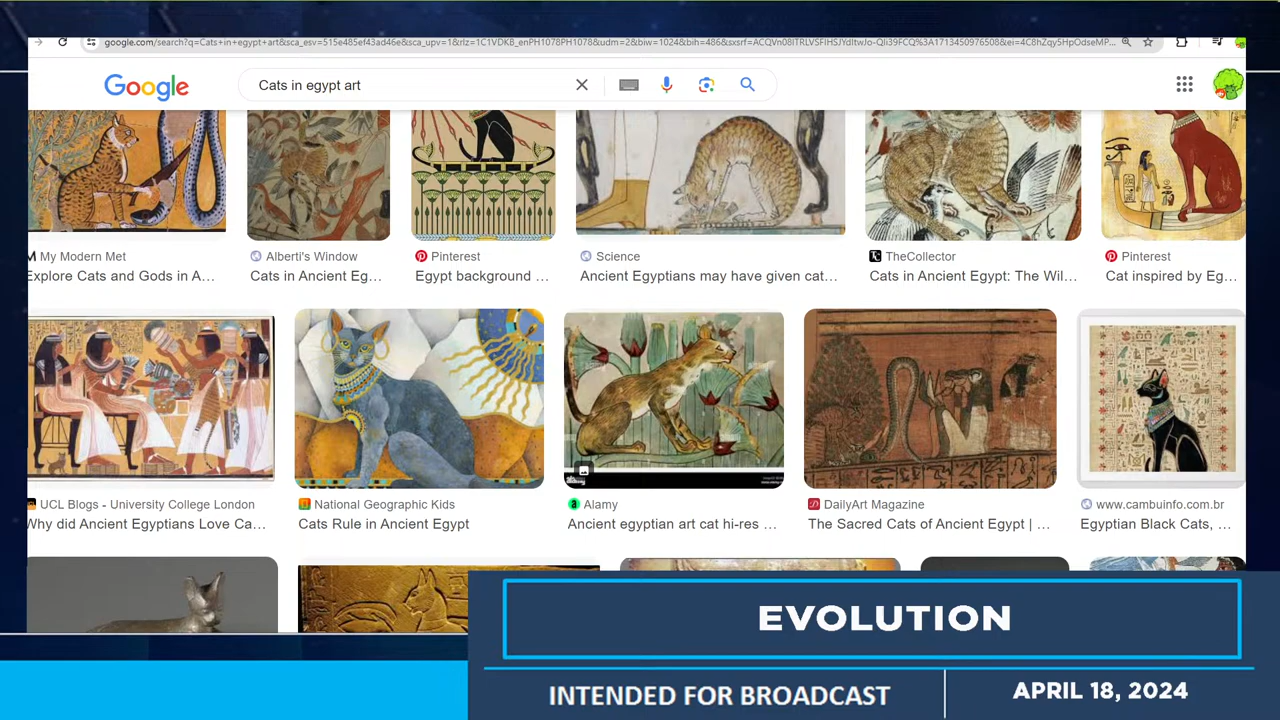 Google
Cats in egypt art
My Modern Met
Explore Cats and Gods in A...
Alberti's Window
Cats in Ancient Eg...
Pinterest
Egypt background ...
Science
Ancient Egyptians may have given cat...
TheCollector
Cats in Ancient Egypt: The Wil...
Pinterest
Cat inspired by Eg...
UCL Blogs - University College London
Why did Ancient Egyptians Love Ca...
National Geographic Kids
Cats Rule in Ancient Egypt
Alamy
Ancient egyptian art cat hi-res ...
DailyArt Magazine
The Sacred Cats of Ancient Egypt | ...
www.cambuinfo.com.br
Egyptian Black Cats, ...
EVOLUTION
INTENDED FOR BROADCAST
APRIL 18, 2024